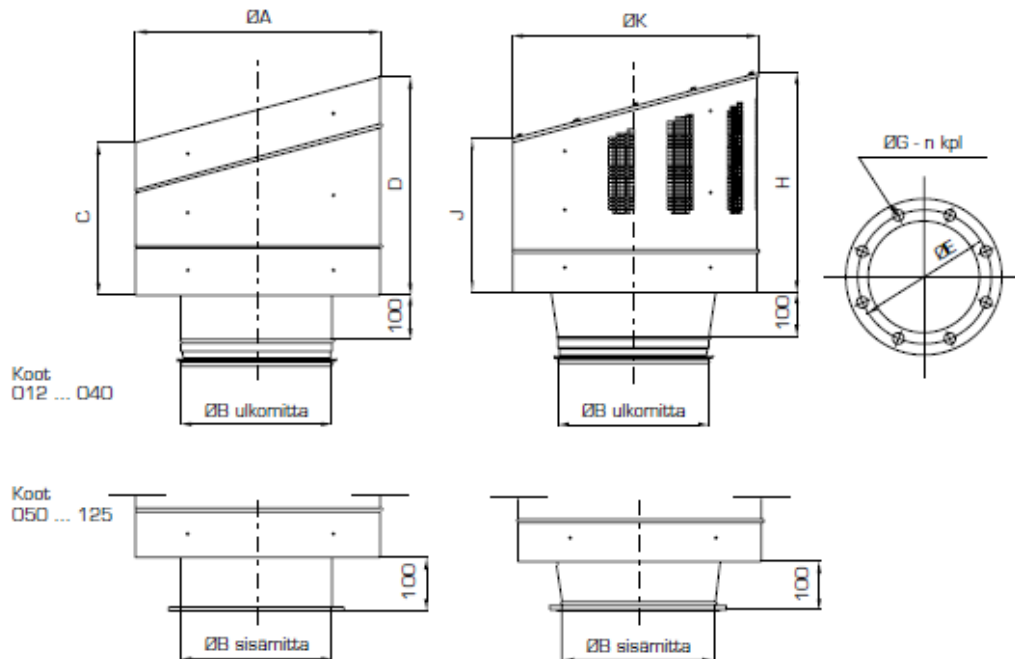 ØA
ØK
C
D
J
H
ØG - n kpl
ØE
100
100
Koot
012 ... 040
ØB ulkomitta
ØB ulkomitta
Koot
050 ... 125
100
100
ØB sisämitta
ØB sisämitta